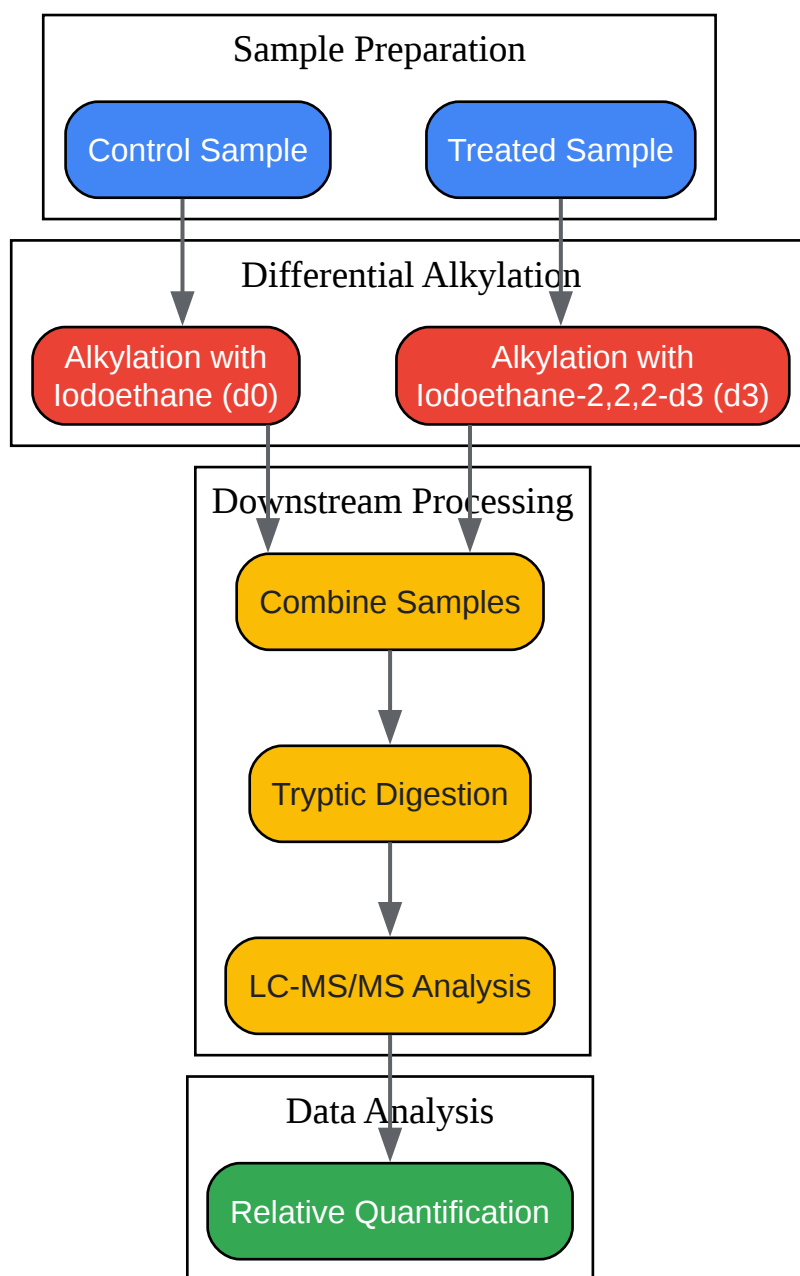 Sample Preparation
Control Sample
Treated Sample
Differential Alkylation
Alkylation with
Iodoethane (d0)
Alkylation with
Iodoethane-2,2,2-d3 (d3)
Downstream Processing
Combine Samples
Tryptic Digestion
LC-MS/MS Analysis
Data Analysis
Relative Quantification